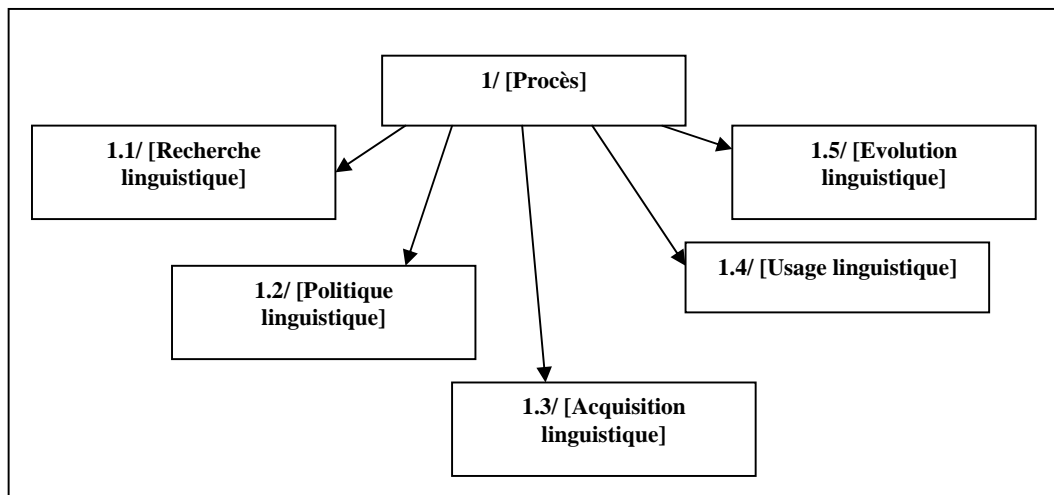 1/ [Procès]
1.1/ [Recherche
linguistique]
1.2/ [Politique
linguistique]
1.3/ [Acquisition
linguistique]
1.4/ [Usage linguistique]
1.5/ [Evolution
linguistique]